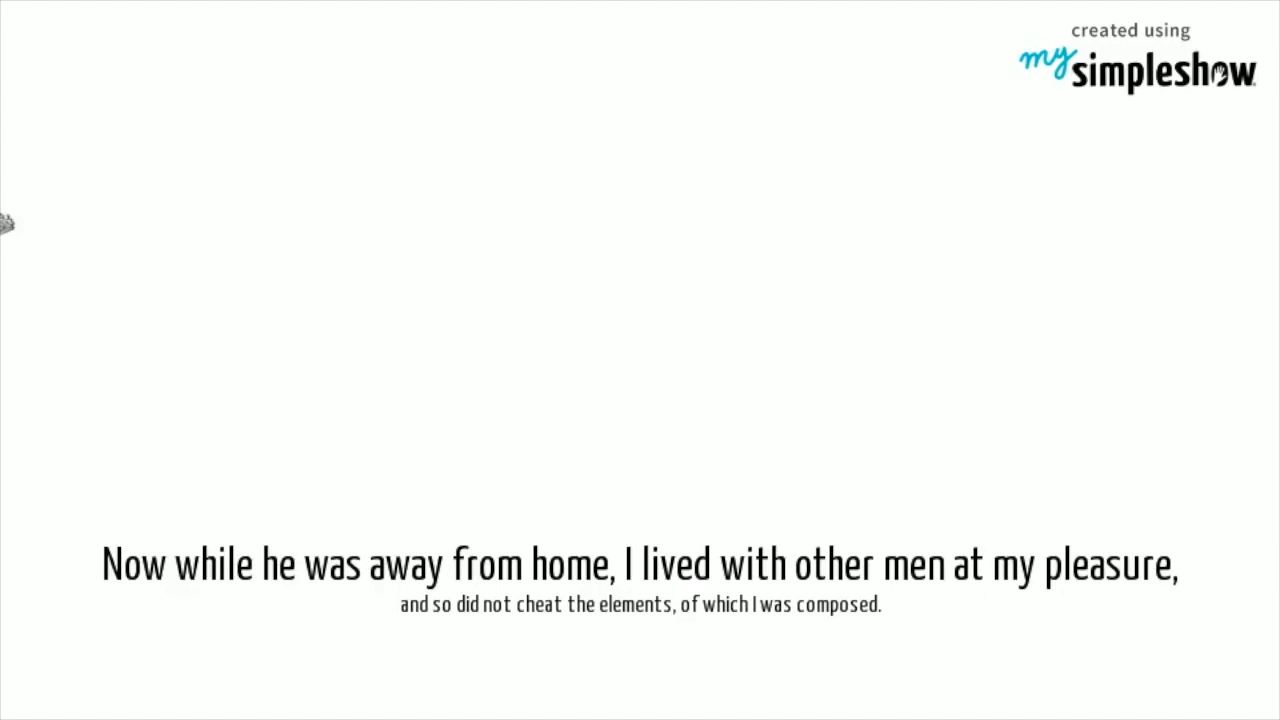 created using
my simpleshow
Now while he was away from home, I lived with other men at my pleasure,
and so did not cheat the elements, of which I was composed.